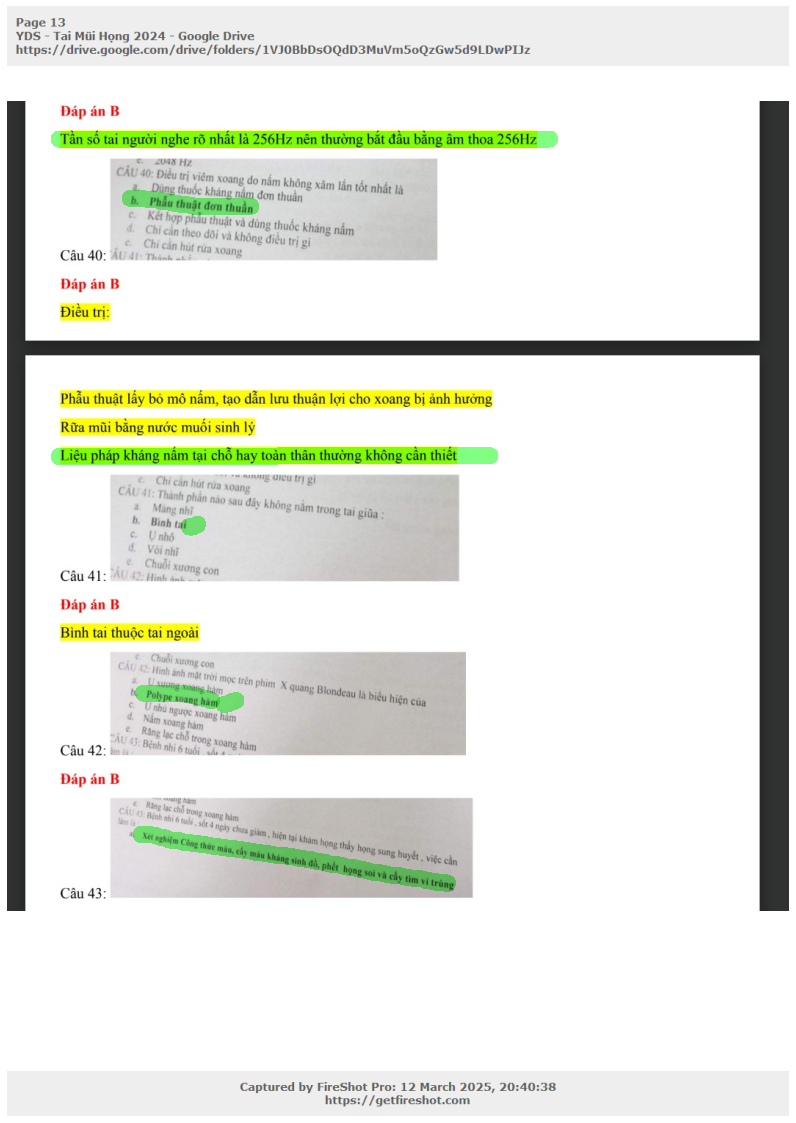 Page 13
YDS - Tai Mũi Họng 2024 - Google Drive
https://drive.google.com/drive/folders/1VJ0BbDsOQdD3MuVm5oQzGw5d9LDwPIJz
Đáp án B
Tần số tai người nghe rõ nhất là 256Hz nên thường bắt đầu bằng âm thoa 256Hz
e. 2048 Hz
CÂU 40: Điều trị viêm xoang do nấm không xâm lấn tốt nhất là
a. Dùng thuốc kháng nấm đơn thuần
b. Phẫu thuật đơn thuần
c. Kết hợp phẫu thuật và dùng thuốc kháng nấm
d. Chỉ cần theo dõi và không điều trị gì
e. Chỉ cần hút rửa xoang
Câu 40:
Đáp án B
Điều trị:
Phẫu thuật lấy bỏ mô nấm, tạo dẫn lưu thuận lợi cho xoang bị ảnh hưởng
Rữa mũi bằng nước muối sinh lý
Liệu pháp kháng nấm tại chỗ hay toàn thân thường không cần thiết
không điều trị gì
e. Chỉ cần hút rửa xoang
CÂU 41: Thành phần nào sau đây không nằm trong tai giữa :
a. Màng nhĩ
b. Bình tai
c. Ụ nhô
d. Vòi nhĩ
e. Chuỗi xương con
Câu 41:
Đáp án B
Bình tai thuộc tai ngoài
e. Chuỗi xương con
CÂU 42: Hình ảnh mặt trời mọc trên phim X quang Blondeau là biểu hiện của
a. U xương xoang hàm
b. Polype xoang hàm
c. U nhú ngược xoang hàm
d. Nấm xoang hàm
e. Răng lạc chỗ trong xoang hàm
CÂU 43: Bệnh nhi 6 tuổi , sốt 4 ngày
Câu 42:
Đáp án B
xoang hàm
e. Răng lạc chỗ trong xoang hàm
CÂU 43: Bệnh nhi 6 tuổi , sốt 4 ngày chưa giảm , hiện tại khám họng thấy họng sung huyết , việc cần
làm là
a. Xét nghiệm Công thức máu, cấy máu kháng sinh đồ, phết họng soi và cấy tìm vi trùng
Câu 43:
Captured by FireShot Pro: 12 March 2025, 20:40:38
https://getfireshot.com